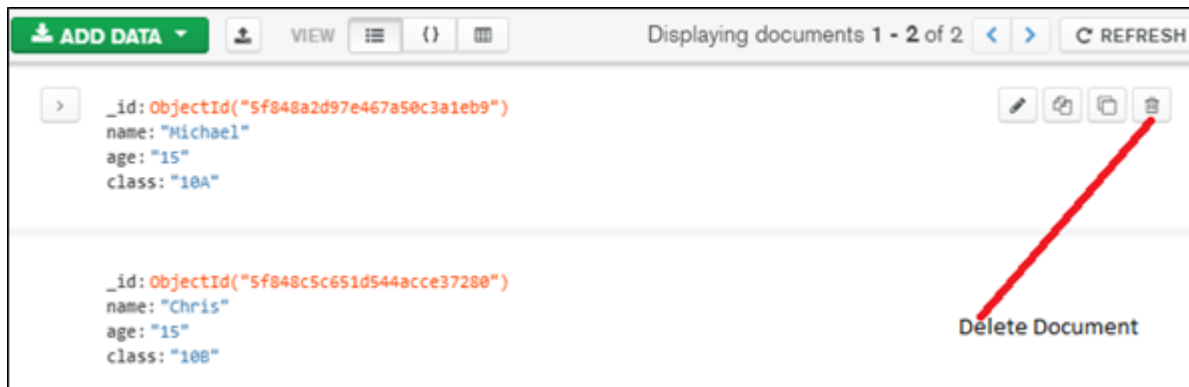 ADD DATA VIEW {} Displaying documents 1 - 2 of 2 < > REFRESH
> _id: ObjectId("5f848a2d97e467a50c3a1eb9")
name: "Michael"
age: "15"
class: "10A"
_id: ObjectId("5f848c5c651d544acce37280")
name: "Chris"
age: "15"
Delete Document
class: "10B"